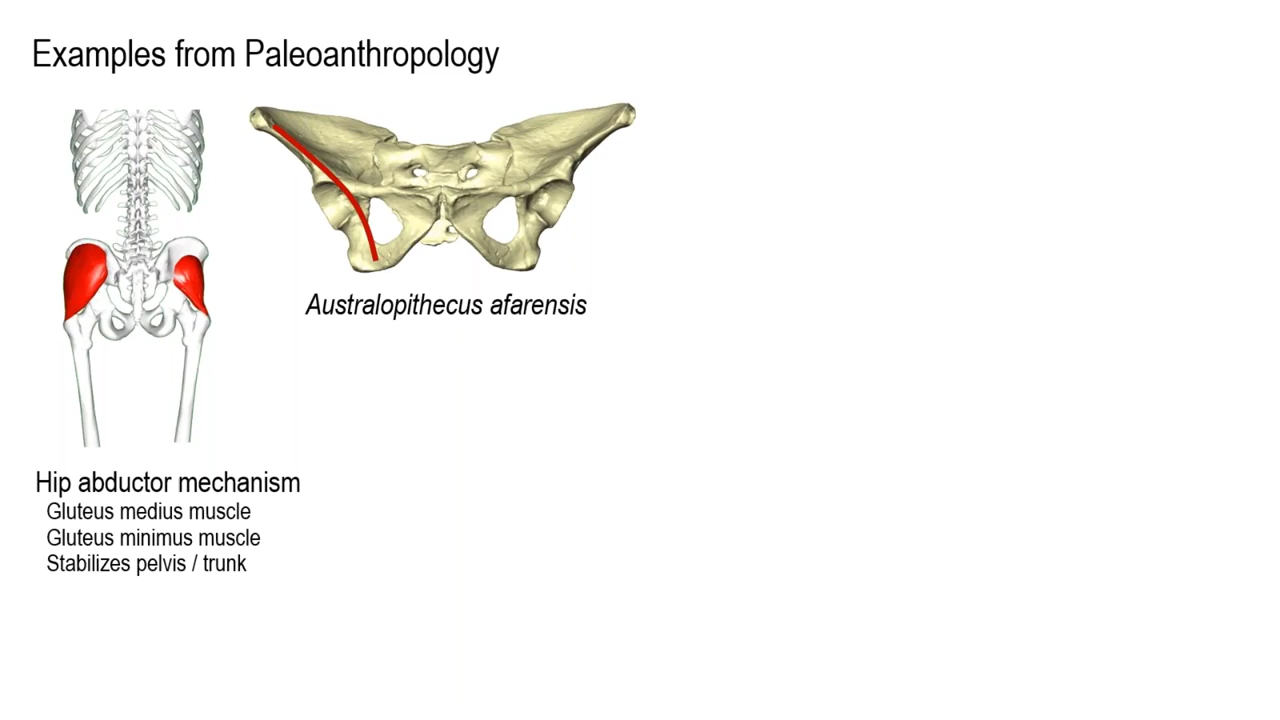 Examples from Paleoanthropology
Australopithecus afarensis
Hip abductor mechanism
Gluteus medius muscle
Gluteus minimus muscle
Stabilizes pelvis / trunk